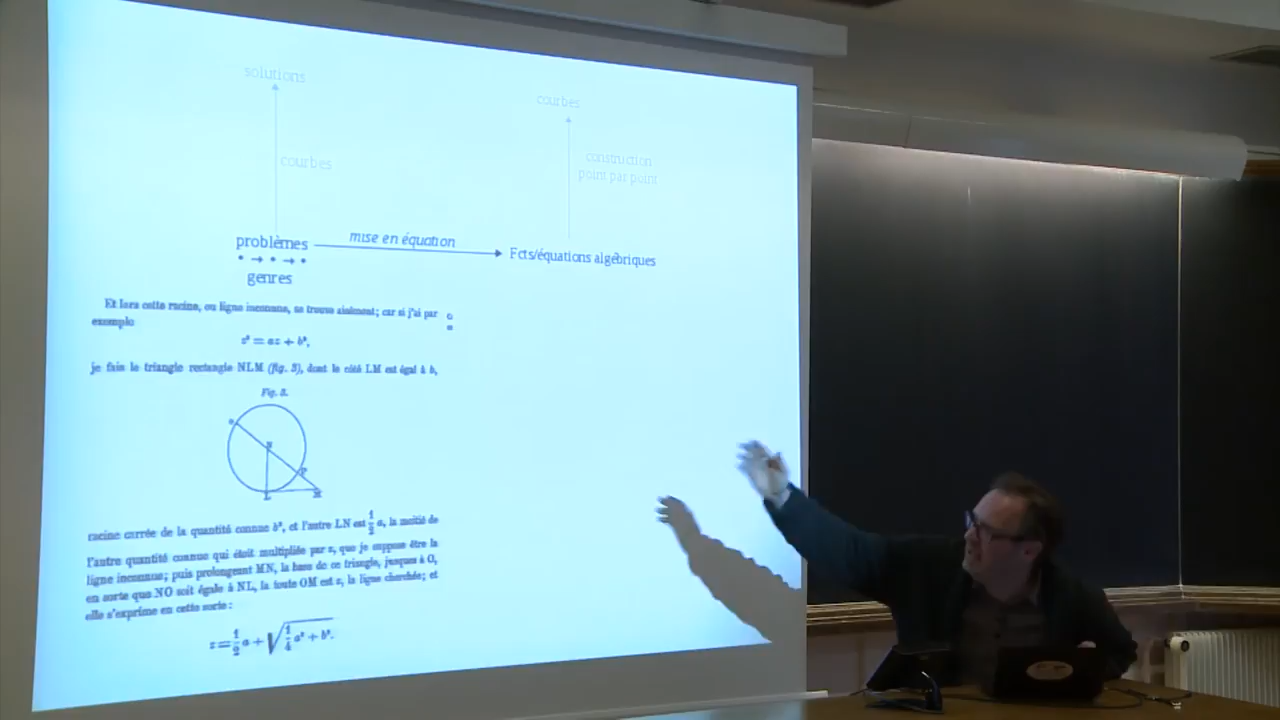 solutions
courbes
courbes
construction
point par point
problèmes
mise en équation
Fcts/équations algébriques
genres
Et lors cette racine, ou ligne inconnue, se trouve aisément; car si j'ai par
exemple
z² = az + b²,
je fais le triangle rectangle NLM (fig. 3), dont le côté LM est égal à b,
Fig. 3.
O
N
P
L
M
racine carrée de la quantité connue b², et l'autre LN est ½ a, la moitié de
l'autre quantité connue qui étoit multipliée par z, que je suppose être la
ligne inconnue; puis prolongeant MN, la base de ce triangle, jusques à O,
en sorte que NO soit égale à NL, la toute OM est z, la ligne cherchée; et
elle s'exprime en cette sorte :
z = ½ a + √(¼ a² + b².